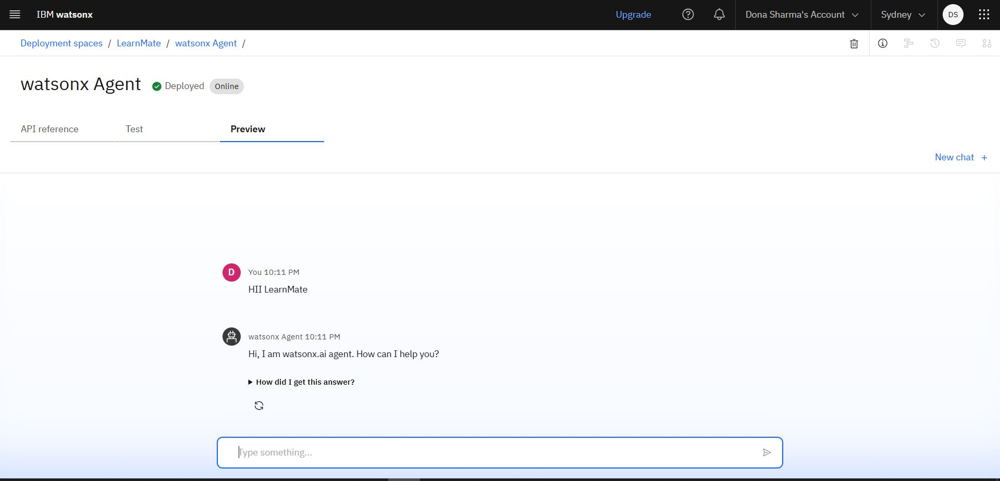 IBM watsonx
Upgrade
Dona Sharma's Account
Sydney
DS
Deployment spaces / LearnMate / watsonx Agent /
watsonx Agent
Deployed
Online
API reference
Test
Preview
New chat +
D
You 10:11 PM
HII LearnMate
watsonx Agent 10:11 PM
Hi, I am watsonx.ai agent. How can I help you?
How did I get this answer?
Type something...